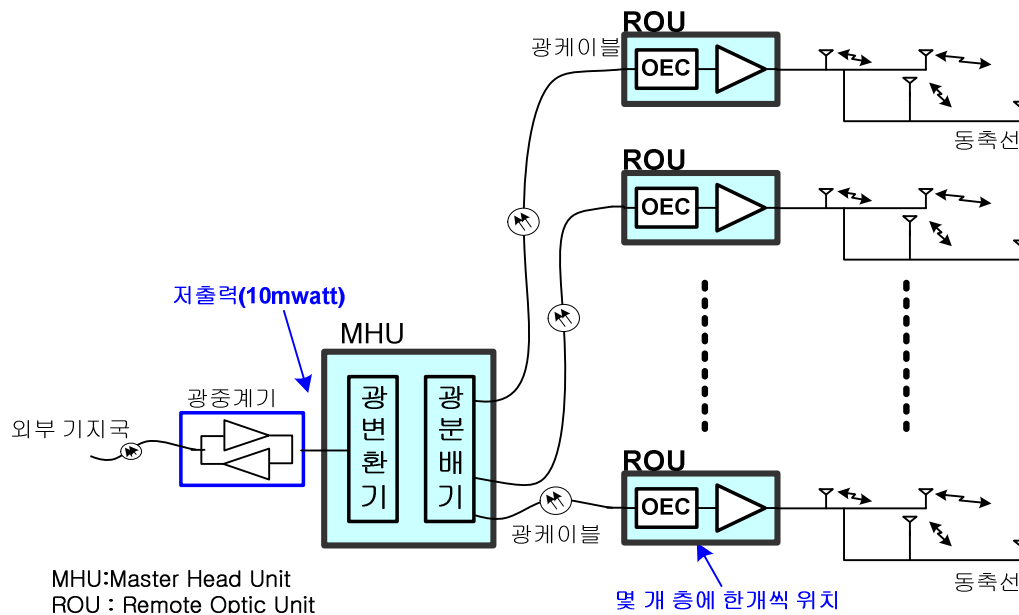 ROU
광케이블
OEC
동축선
ROU
OEC
저출력(10mwatt)
MHU
광중계기
외부 기지국
광변환기
광분배기
ROU
OEC
광케이블
동축선
몇 개 층에 한개씩 위치
MHU:Master Head Unit
ROU : Remote Optic Unit